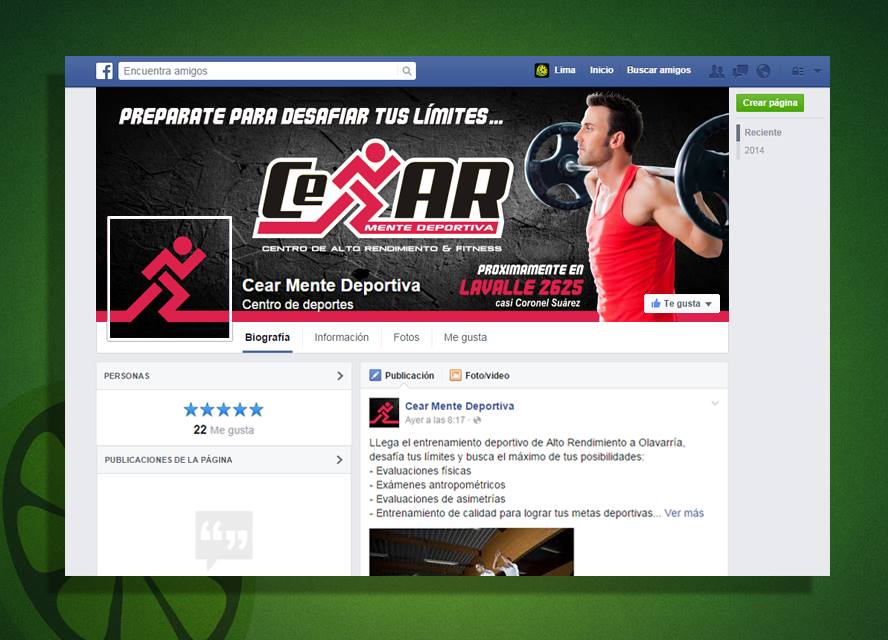 Encuentra amigos
Lima
Inicio
Buscar amigos
PREPARATE PARA DESAFIAR TUS LÍMITES...
CeAR
MENTE DEPORTIVA
CENTRO DE ALTO RENDIMIENTO & FITNESS
PROXIMAMENTE EN
LAVALLE 2625
casi Coronel Suárez
Cear Mente Deportiva
Centro de deportes
Te gusta
Crear página
Reciente
2014
Biografía
Información
Fotos
Me gusta
PERSONAS
22 Me gusta
PUBLICACIONES DE LA PÁGINA
Publicación
Foto/video
Cear Mente Deportiva
Ayer a las 8:17 ·
LLega el entrenamiento deportivo de Alto Rendimiento a Olavarría,
desafía tus límites y busca el máximo de tus posibilidades:
- Evaluaciones físicas
- Exámenes antropométricos
- Evaluaciones de asimetrías
- Entrenamiento de calidad para lograr tus metas deportivas... Ver más